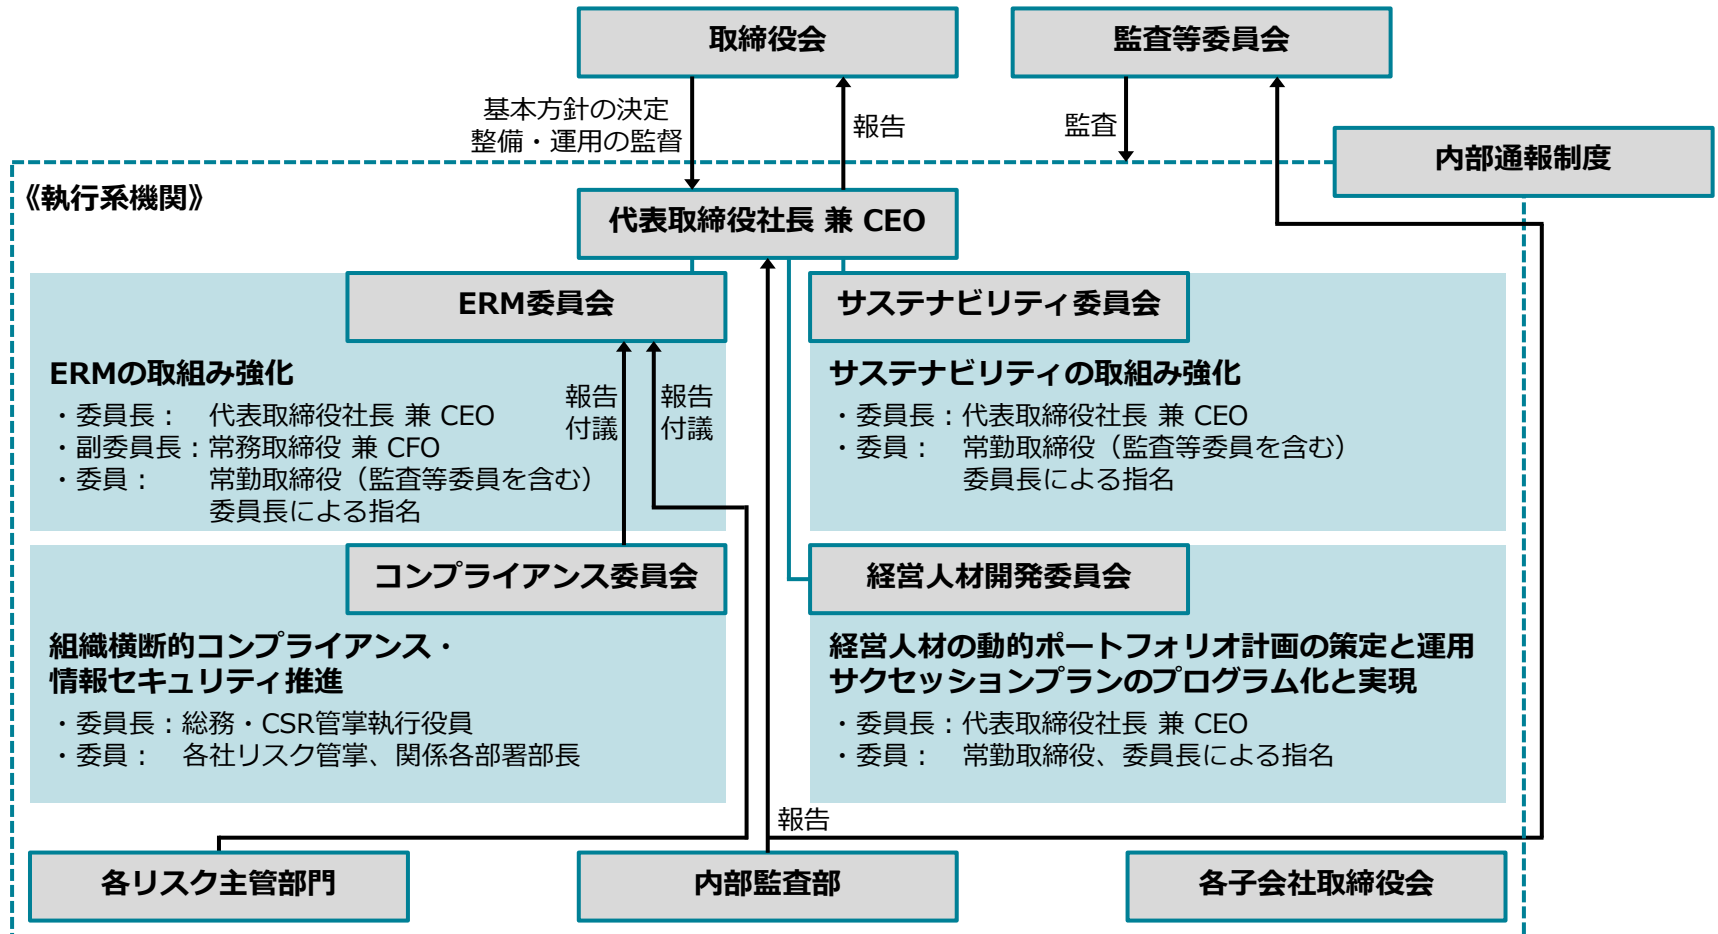 取締役会
監査等委員会
基本方針の決定
整備・運用の監督
報告
監査
内部通報制度
《執行系機関》
代表取締役社長 兼 CEO
ERM委員会
ERMの取組み強化
・委員長： 代表取締役社長 兼 CEO
・副委員長：常務取締役 兼 CFO
・委員： 常勤取締役（監査等委員を含む）
委員長による指名
報告
付議
報告
付議
サステナビリティ委員会
サステナビリティの取組み強化
・委員長：代表取締役社長 兼 CEO
・委員： 常勤取締役（監査等委員を含む）
委員長による指名
コンプライアンス委員会
組織横断的コンプライアンス・
情報セキュリティ推進
・委員長：総務・CSR管掌執行役員
・委員： 各社リスク管掌、関係各部署部長
経営人材開発委員会
経営人材の動的ポートフォリオ計画の策定と運用
サクセッションプランのプログラム化と実現
・委員長：代表取締役社長 兼 CEO
・委員： 常勤取締役、委員長による指名
報告
各リスク主管部門
内部監査部
各子会社取締役会